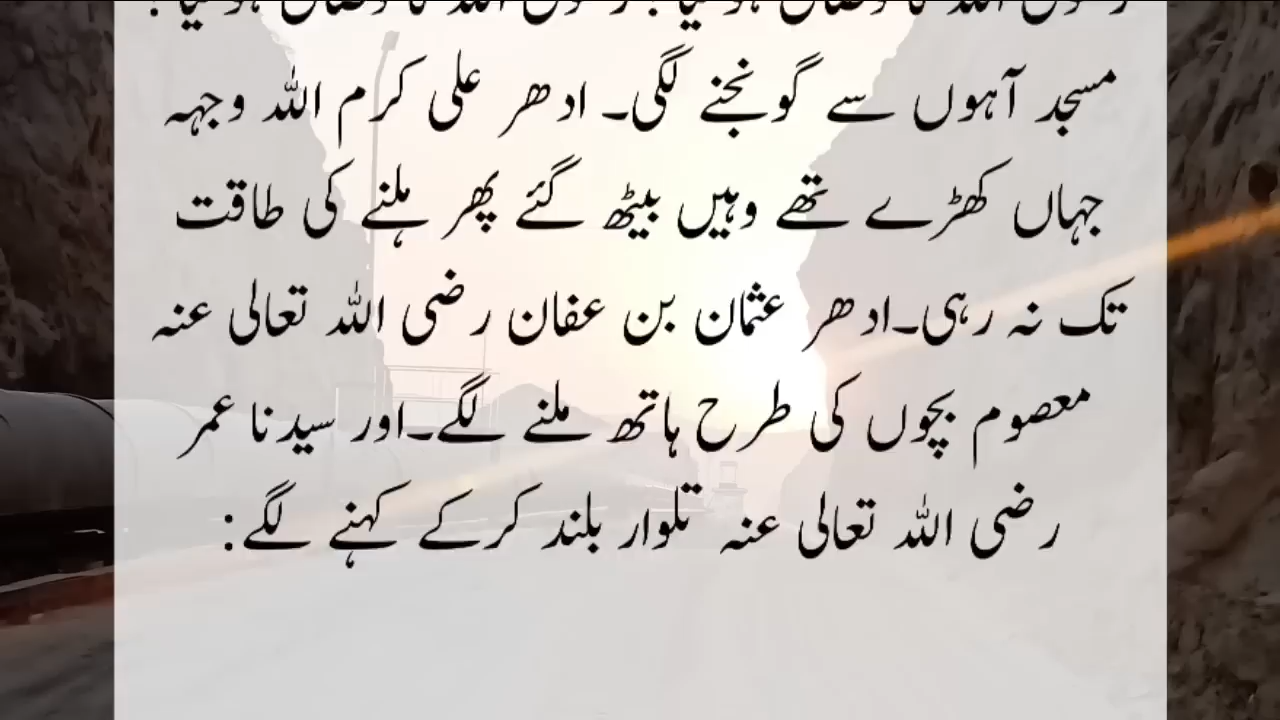 مسجد آہوں سے گونجنے لگی۔ ادھر علی کرم اللہ وجہہ
جہاں کھڑے تھے وہیں بیٹھ گئے پھر ہلنے کی طاقت
تک نہ رہی۔ادھر عثمان بن عفان رضی اللہ تعالی عنہ
معصوم بچوں کی طرح ہاتھ ملنے لگے۔اور سیدنا عمر
رضی اللہ تعالی عنہ تلوار بلند کرکے کہنے لگے: